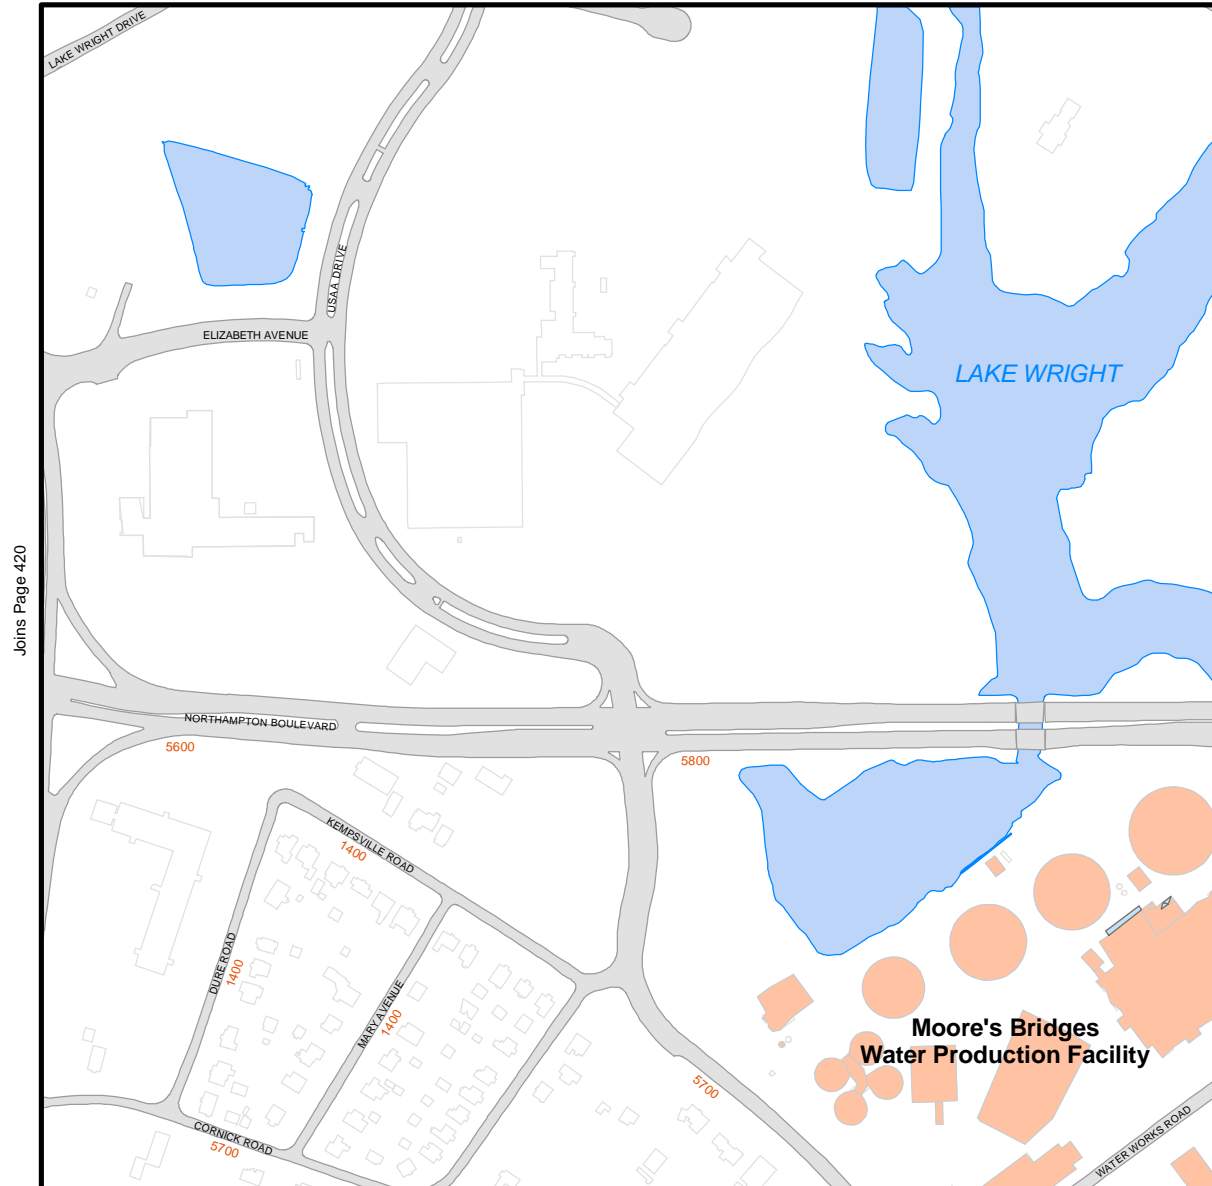 LAKE WRIGHT DRIVE
USAA DRIVE
ELIZABETH AVENUE
LAKE WRIGHT
Joins Page 420
NORTHAMPTON BOULEVARD
5600
5800
KEMPSVILLE ROAD
1400
DURE ROAD
1400
MARY AVENUE
1400
Moore's Bridges
Water Production Facility
5700
CORNICK ROAD
5700
WATER WORKS ROAD